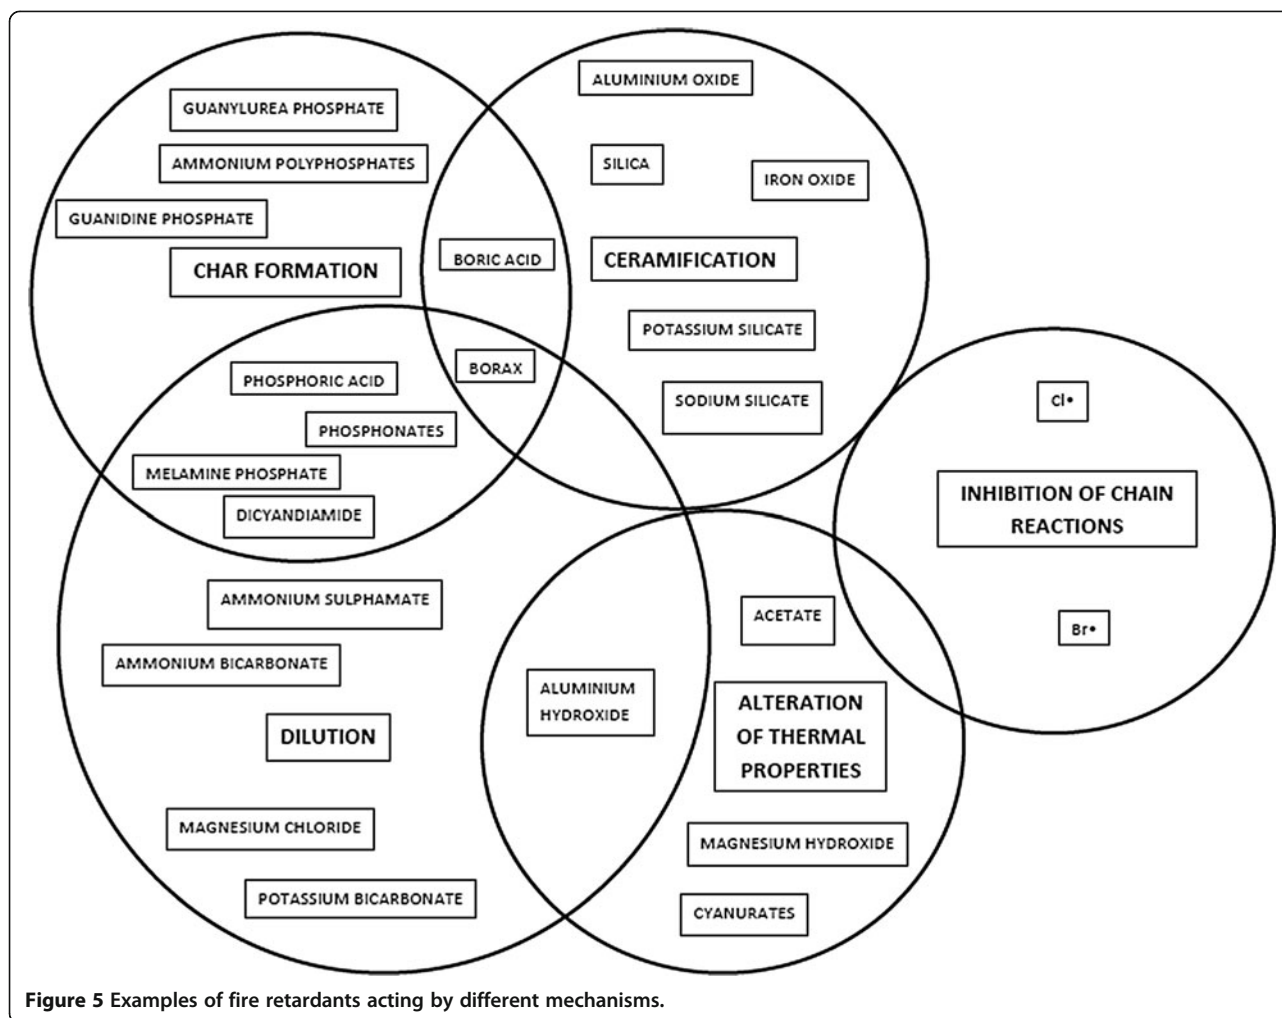 GUANYLUREA PHOSPHATE
AMMONIUM POLYPHOSPHATES
GUANIDINE PHOSPHATE
CHAR FORMATION
BORIC ACID
ALUMINIUM OXIDE
SILICA
IRON OXIDE
CERAMIFICATION
POTASSIUM SILICATE
SODIUM SILICATE
BORAX
PHOSPHORIC ACID
PHOSPHONATES
MELAMINE PHOSPHATE
DICYANDIAMIDE
Cl•
INHIBITION OF CHAIN
REACTIONS
Br•
AMMONIUM SULPHAMATE
AMMONIUM BICARBONATE
DILUTION
MAGNESIUM CHLORIDE
POTASSIUM BICARBONATE
ALUMINIUM
HYDROXIDE
ACETATE
ALTERATION
OF THERMAL
PROPERTIES
MAGNESIUM HYDROXIDE
CYANURATES
Figure 5 Examples of fire retardants acting by different mechanisms.